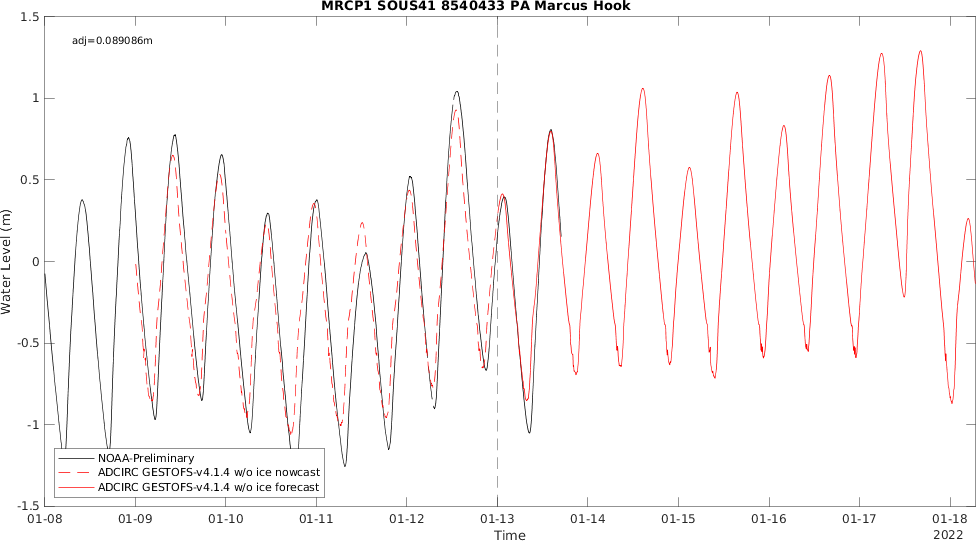 MRCP1 SOUS41 8540433 PA Marcus Hook
adj=0.089086m
1.5
1
0.5
0
-0.5
-1
-1.5
Water Level (m)
NOAA-Preliminary
ADCIRC GESTOFS-v4.1.4 w/o ice nowcast
ADCIRC GESTOFS-v4.1.4 w/o ice forecast
01-08 01-09 01-10 01-11 01-12 01-13 01-14 01-15 01-16 01-17 01-18
Time
2022